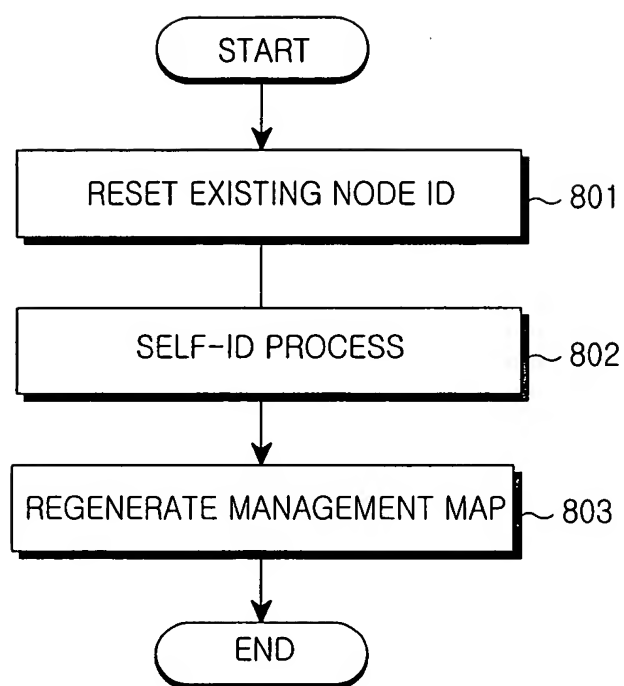 START
RESET EXISTING NODE ID
801
SELF-ID PROCESS
802
REGENERATE MANAGEMENT MAP
803
END